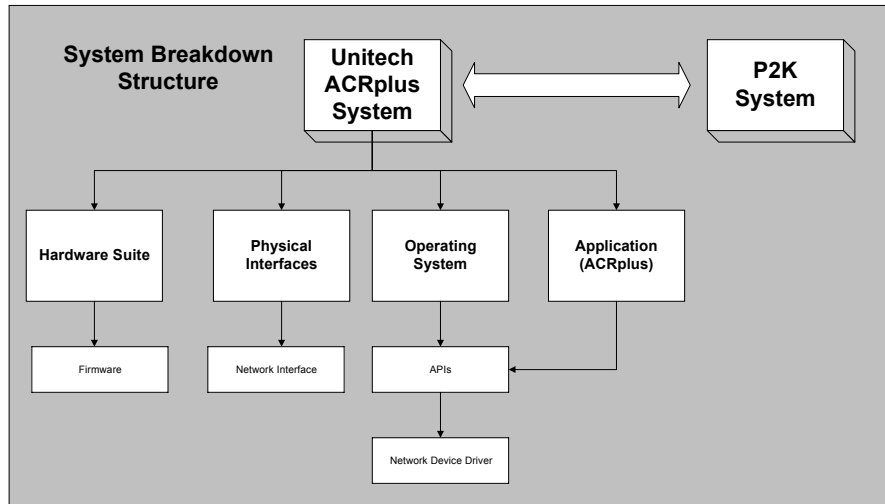 System Breakdown
Structure
Unitech
ACRplus
System
P2K
System
Hardware Suite
Physical
Interfaces
Operating
System
Application
(ACRplus)
Firmware
Network Interface
APIs
Network Device Driver